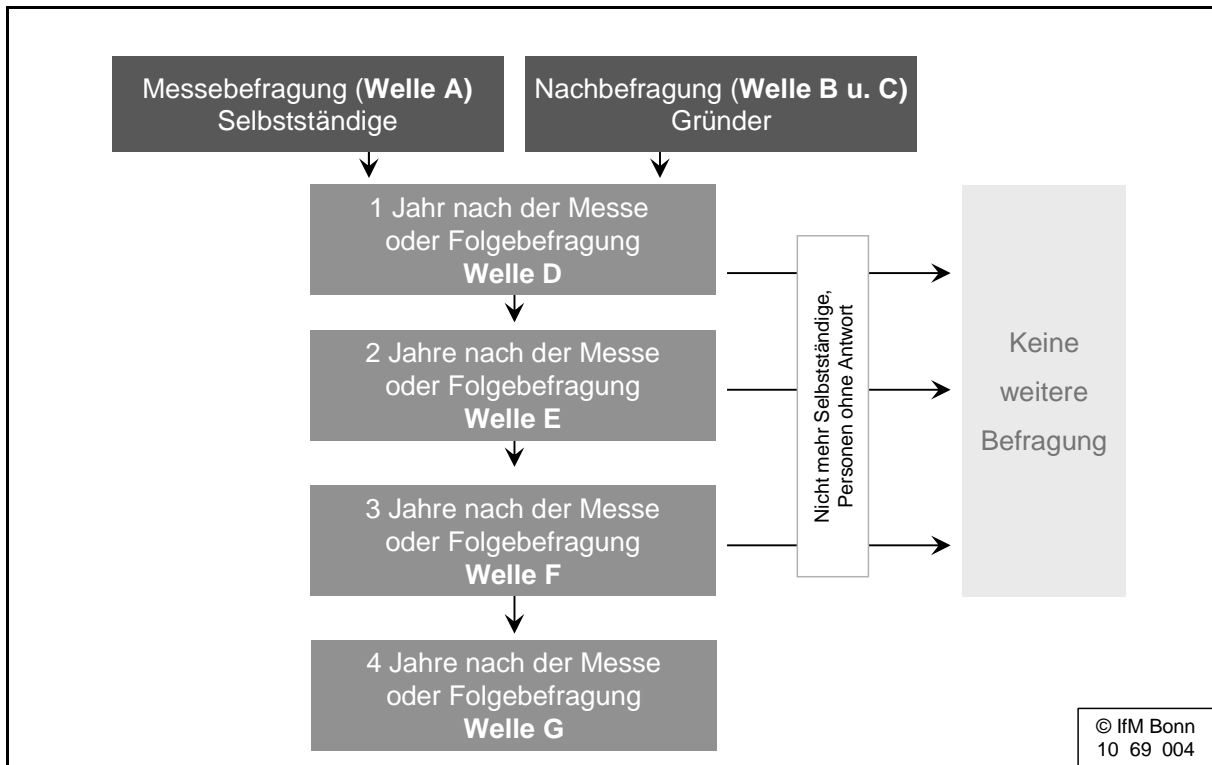 Messebefragung (Welle A)
Selbstständige
Nachbefragung (Welle B u. C)
Gründer
1 Jahr nach der Messe
oder Folgebefragung
Welle D
2 Jahre nach der Messe
oder Folgebefragung
Welle E
3 Jahre nach der Messe
oder Folgebefragung
Welle F
4 Jahre nach der Messe
oder Folgebefragung
Welle G
Nicht mehr Selbstständige,
Personen ohne Antwort
Keine
weitere
Befragung
© IfM Bonn
10 69 004